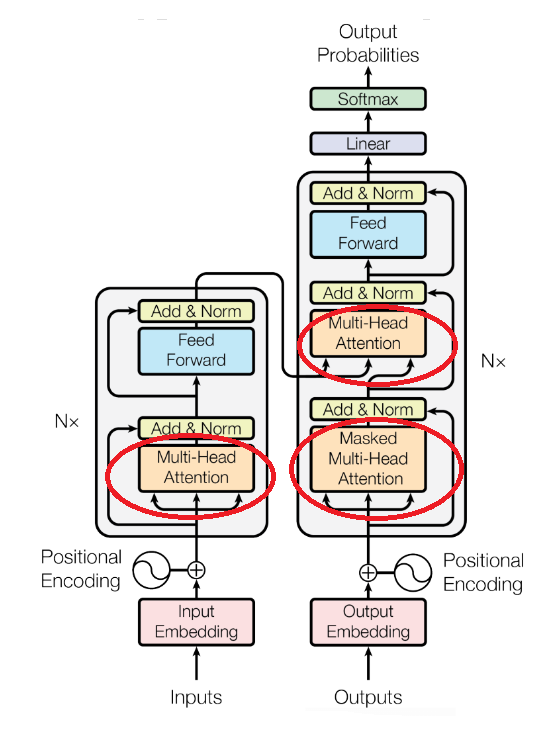 Output
Probabilities
Softmax
Linear
Add & Norm
Feed
Forward
Add & Norm
Multi-Head
Attention
Add & Norm
Masked
Multi-Head
Attention
Nx
Add & Norm
Feed
Forward
Add & Norm
Multi-Head
Attention
Nx
Positional
Encoding
Positional
Encoding
Input
Embedding
Output
Embedding
Inputs
Outputs